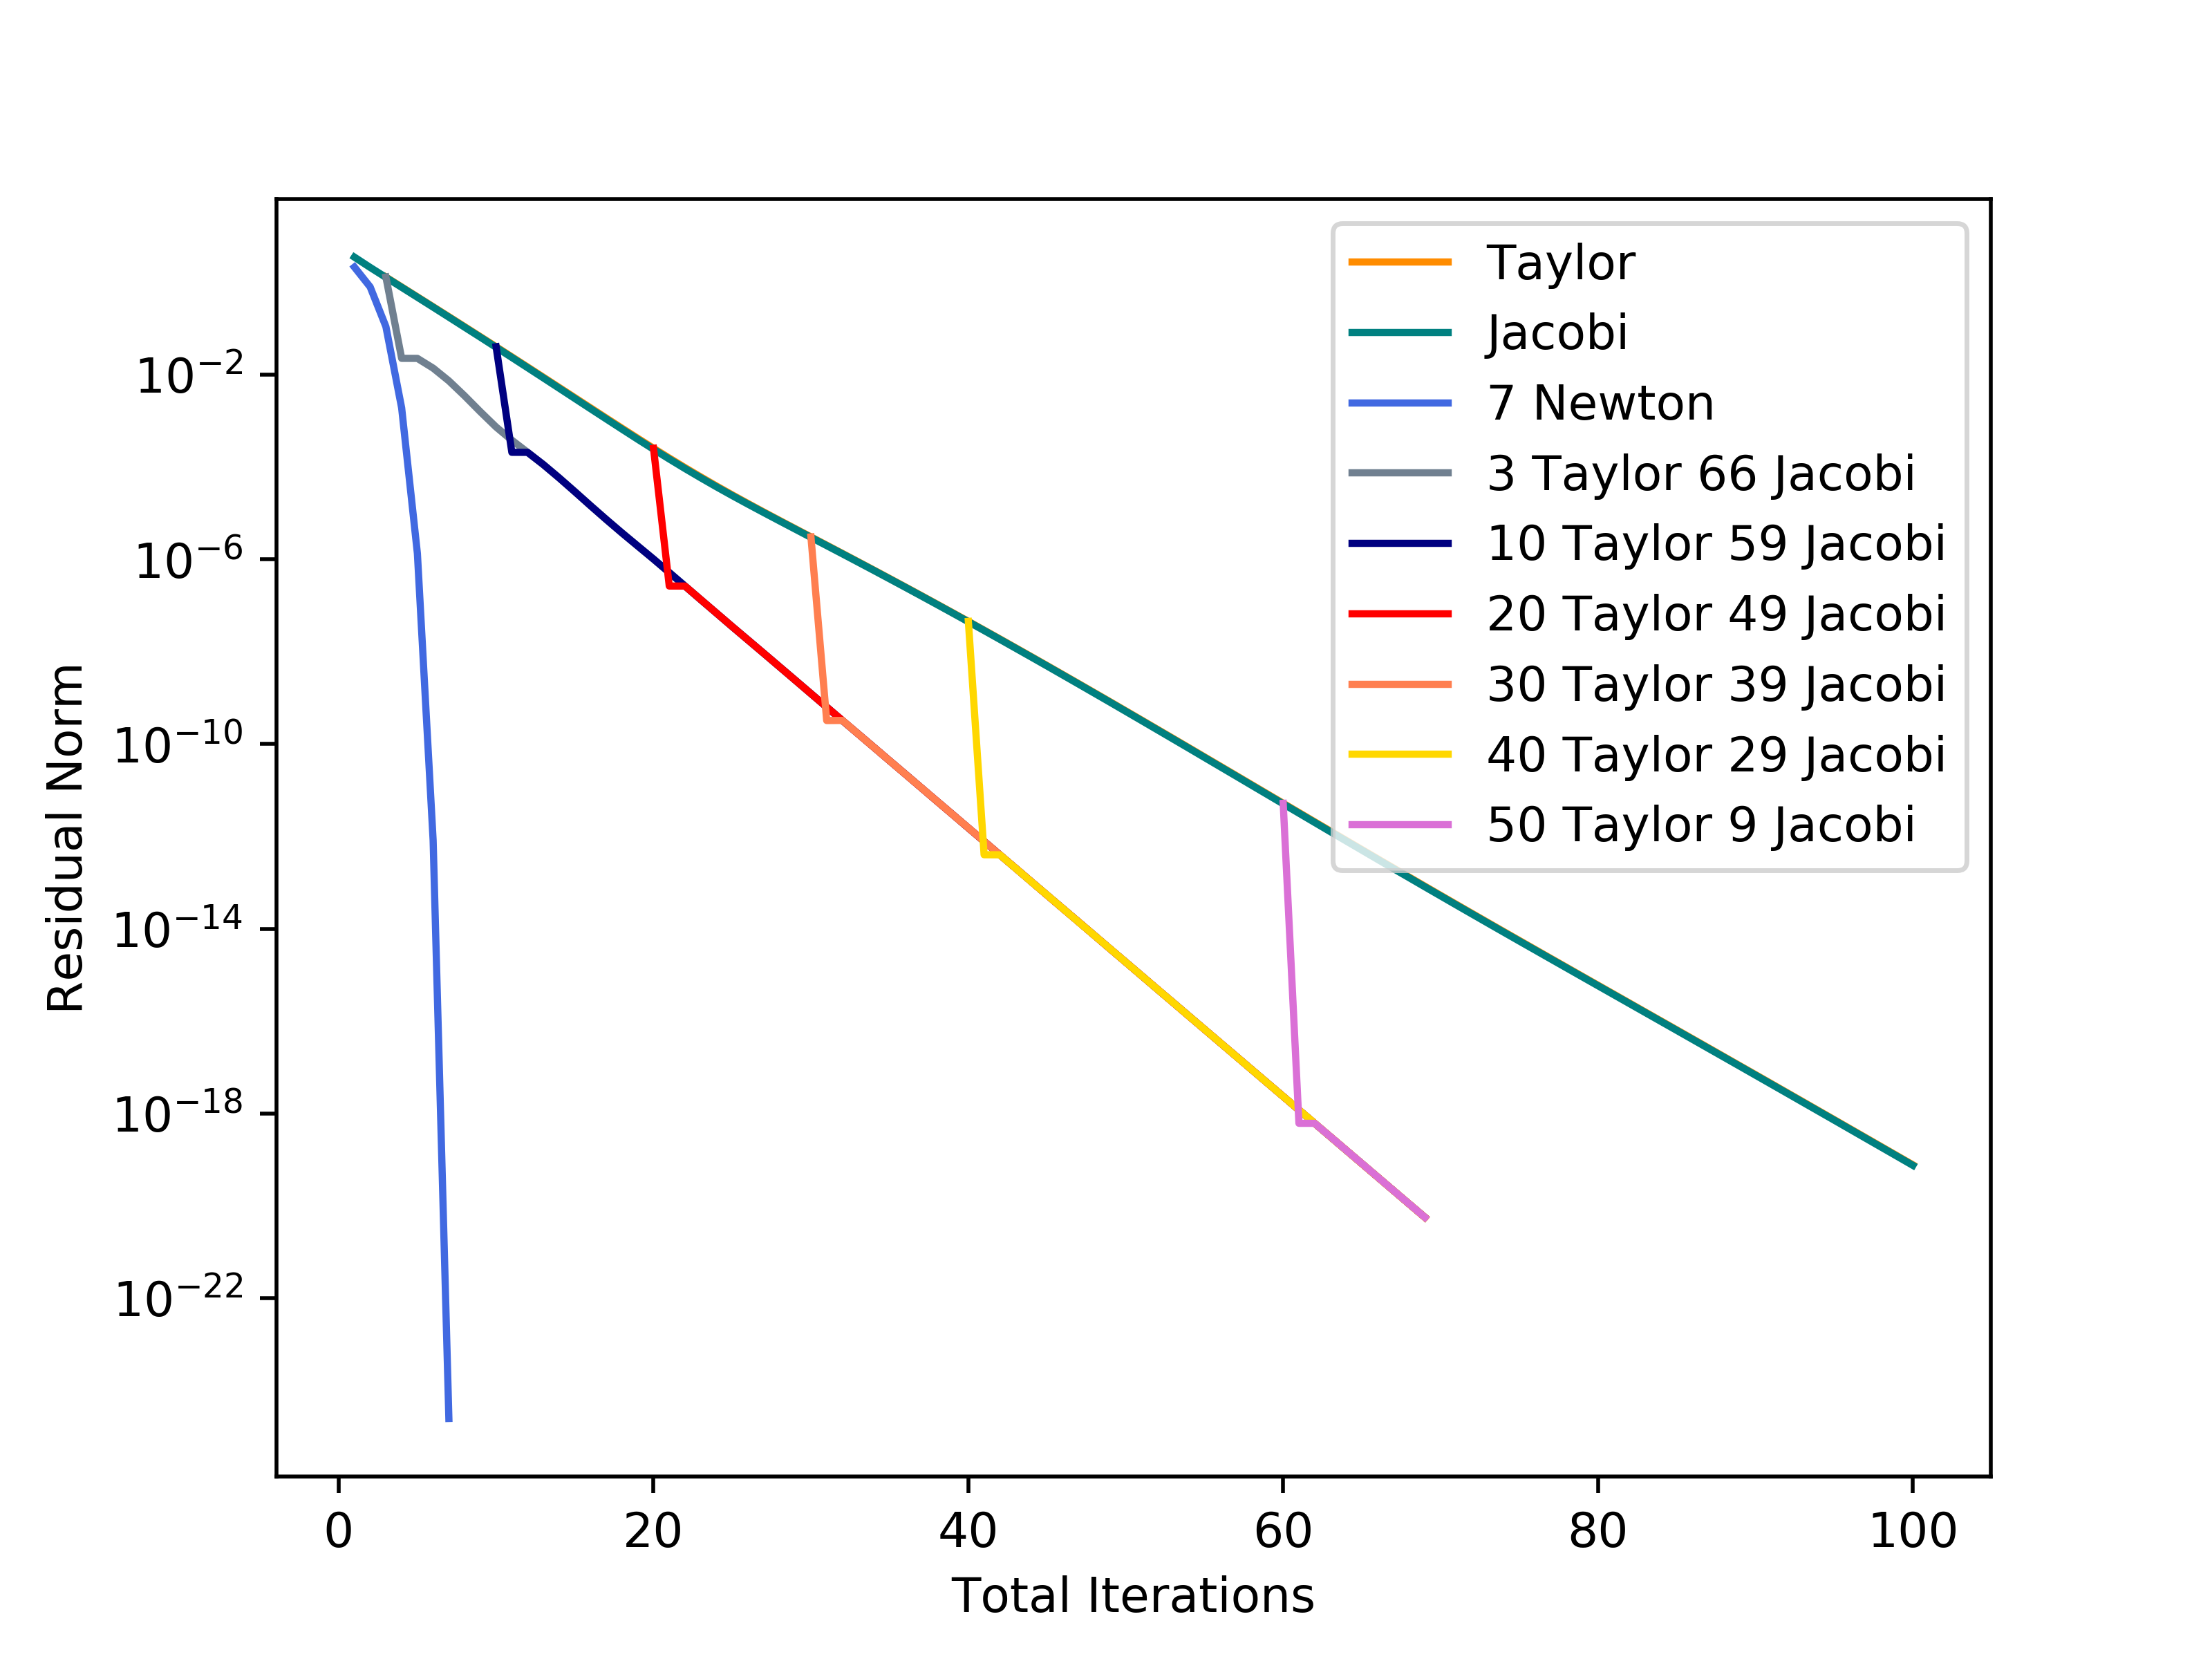 Taylor
Jacobi
7 Newton
3 Taylor 66 Jacobi
10 Taylor 59 Jacobi
20 Taylor 49 Jacobi
30 Taylor 39 Jacobi
40 Taylor 29 Jacobi
50 Taylor 9 Jacobi
10⁻²
10⁻⁶
10⁻¹⁰
10⁻¹⁴
10⁻¹⁸
10⁻²²
Residual Norm
0 20 40 60 80 100
Total Iterations